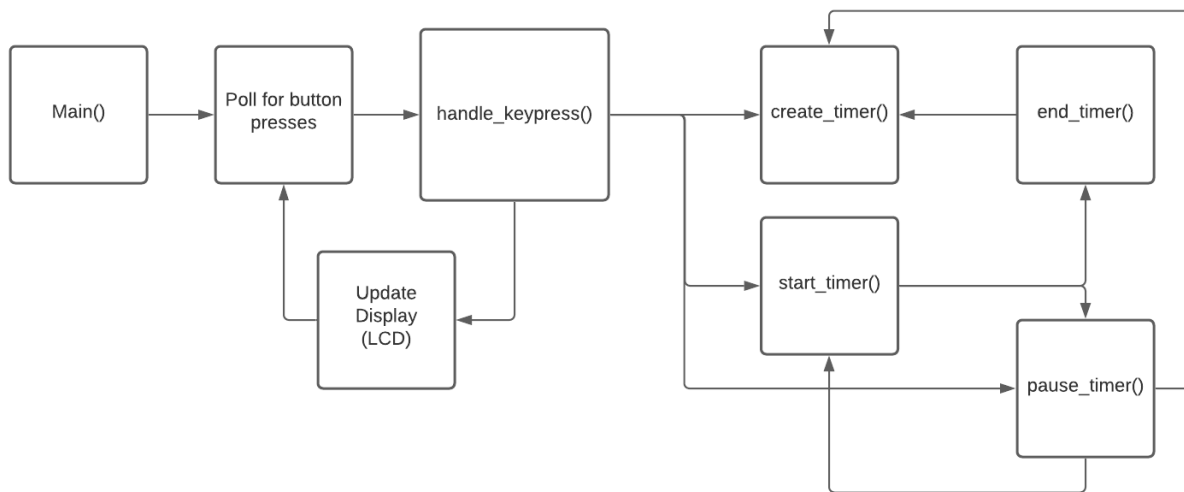 Main()
Poll for button
presses
handle_keypress()
create_timer()
end_timer()
Update
Display
(LCD)
start_timer()
pause_timer()